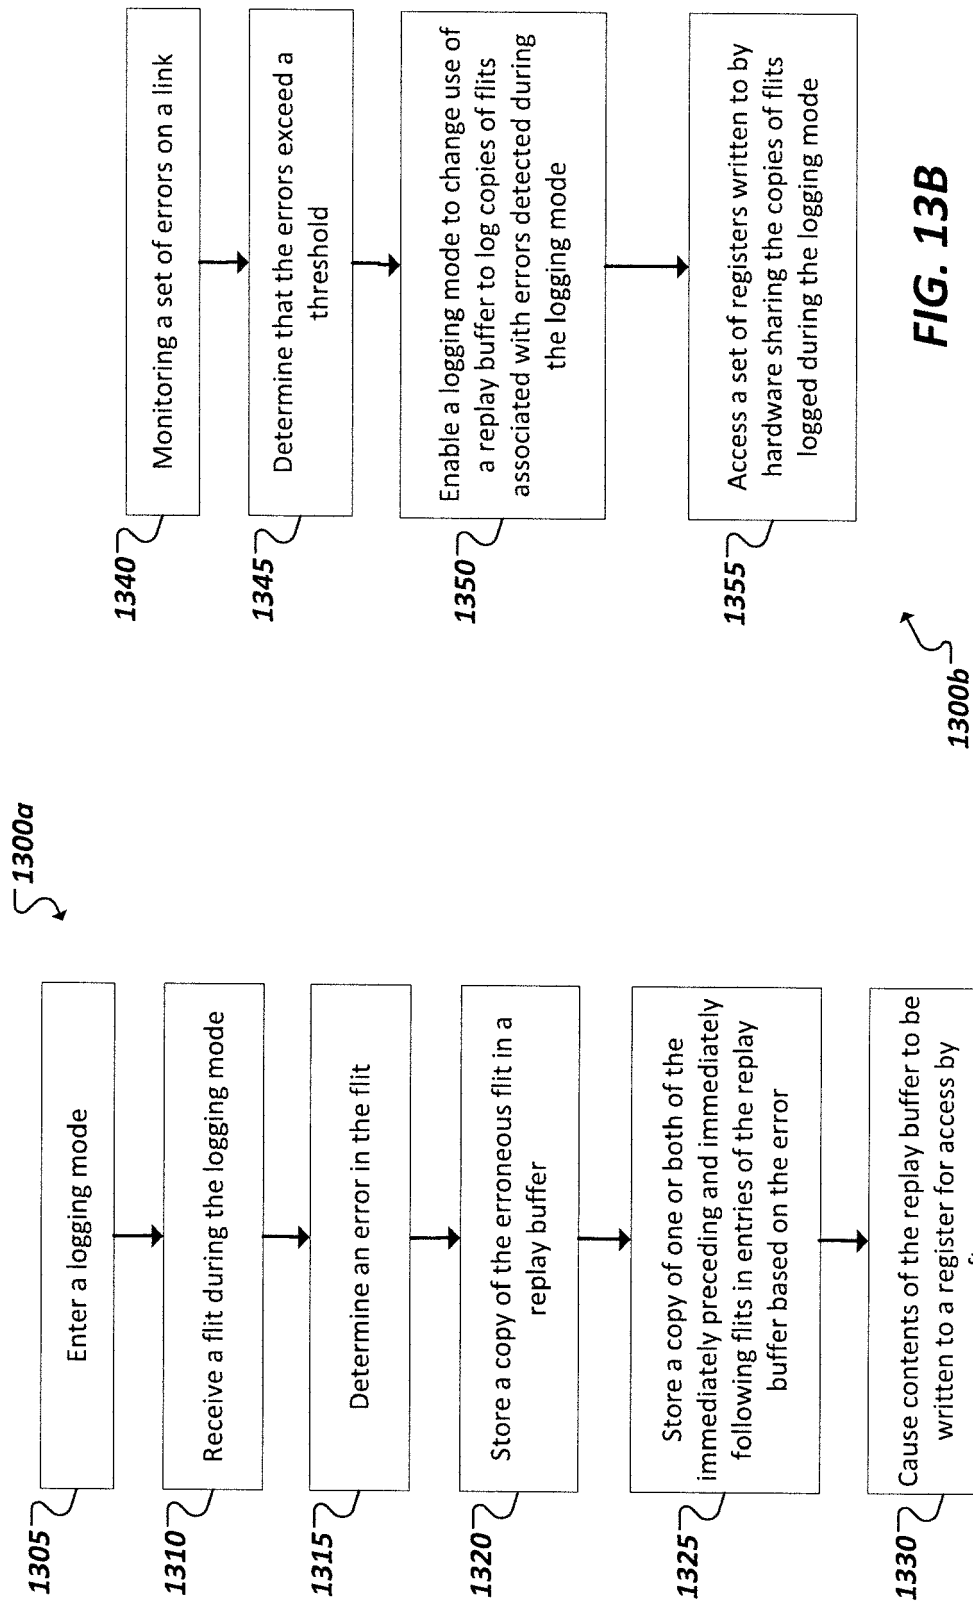 1300a
1305
Enter a logging mode
1310
Receive a flit during the logging mode
1315
Determine an error in the flit
1320
Store a copy of the erroneous flit in a
replay buffer
1325
Store a copy of one or both of the
immediately preceding and immediately
following flits in entries of the replay
buffer based on the error
1330
Cause contents of the replay buffer to be
written to a register for access by
1340
Monitoring a set of errors on a link
1345
Determine that the errors exceed a
threshold
1350
Enable a logging mode to change use of
a replay buffer to log copies of flits
associated with errors detected during
the logging mode
1355
Access a set of registers written to by
hardware sharing the copies of flits
logged during the logging mode
1300b
FIG. 13B